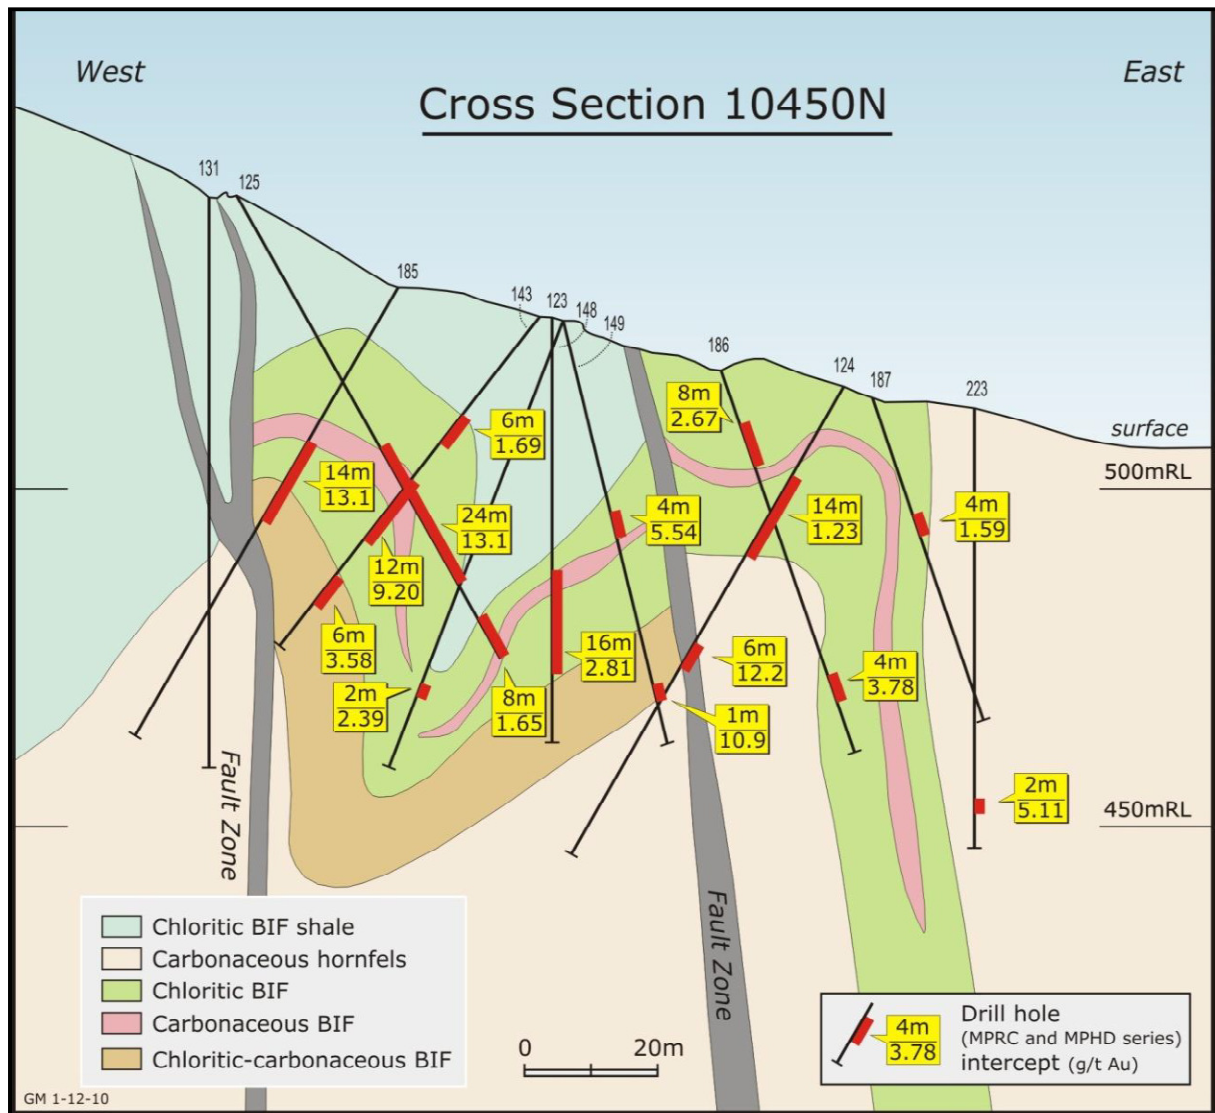 West
East
Cross Section 10450N
131
125
185
143
123
148
149
186
124
187
223
surface
500mRL
8m
2.67
6m
1.69
14m
13.1
24m
13.1
4m
5.54
14m
1.23
4m
1.59
12m
9.20
6m
3.58
16m
2.81
6m
12.2
4m
3.78
2m
2.39
8m
1.65
1m
10.9
2m
5.11
450mRL
Fault Zone
Fault Zone
Chloritic BIF shale
Carbonaceous hornfels
Chloritic BIF
Carbonaceous BIF
Chloritic-carbonaceous BIF
0 20m
4m
3.78
Drill hole
(MPRC and MPHD series)
intercept (g/t Au)
GM 1-12-10